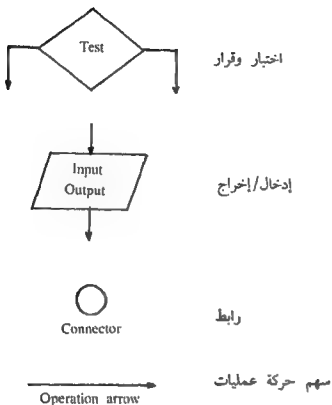 Test
اختبار وقرار
Input
Output
إدخال/إخراج
Connector
رابط
سهم حركة عمليات
Operation arrow